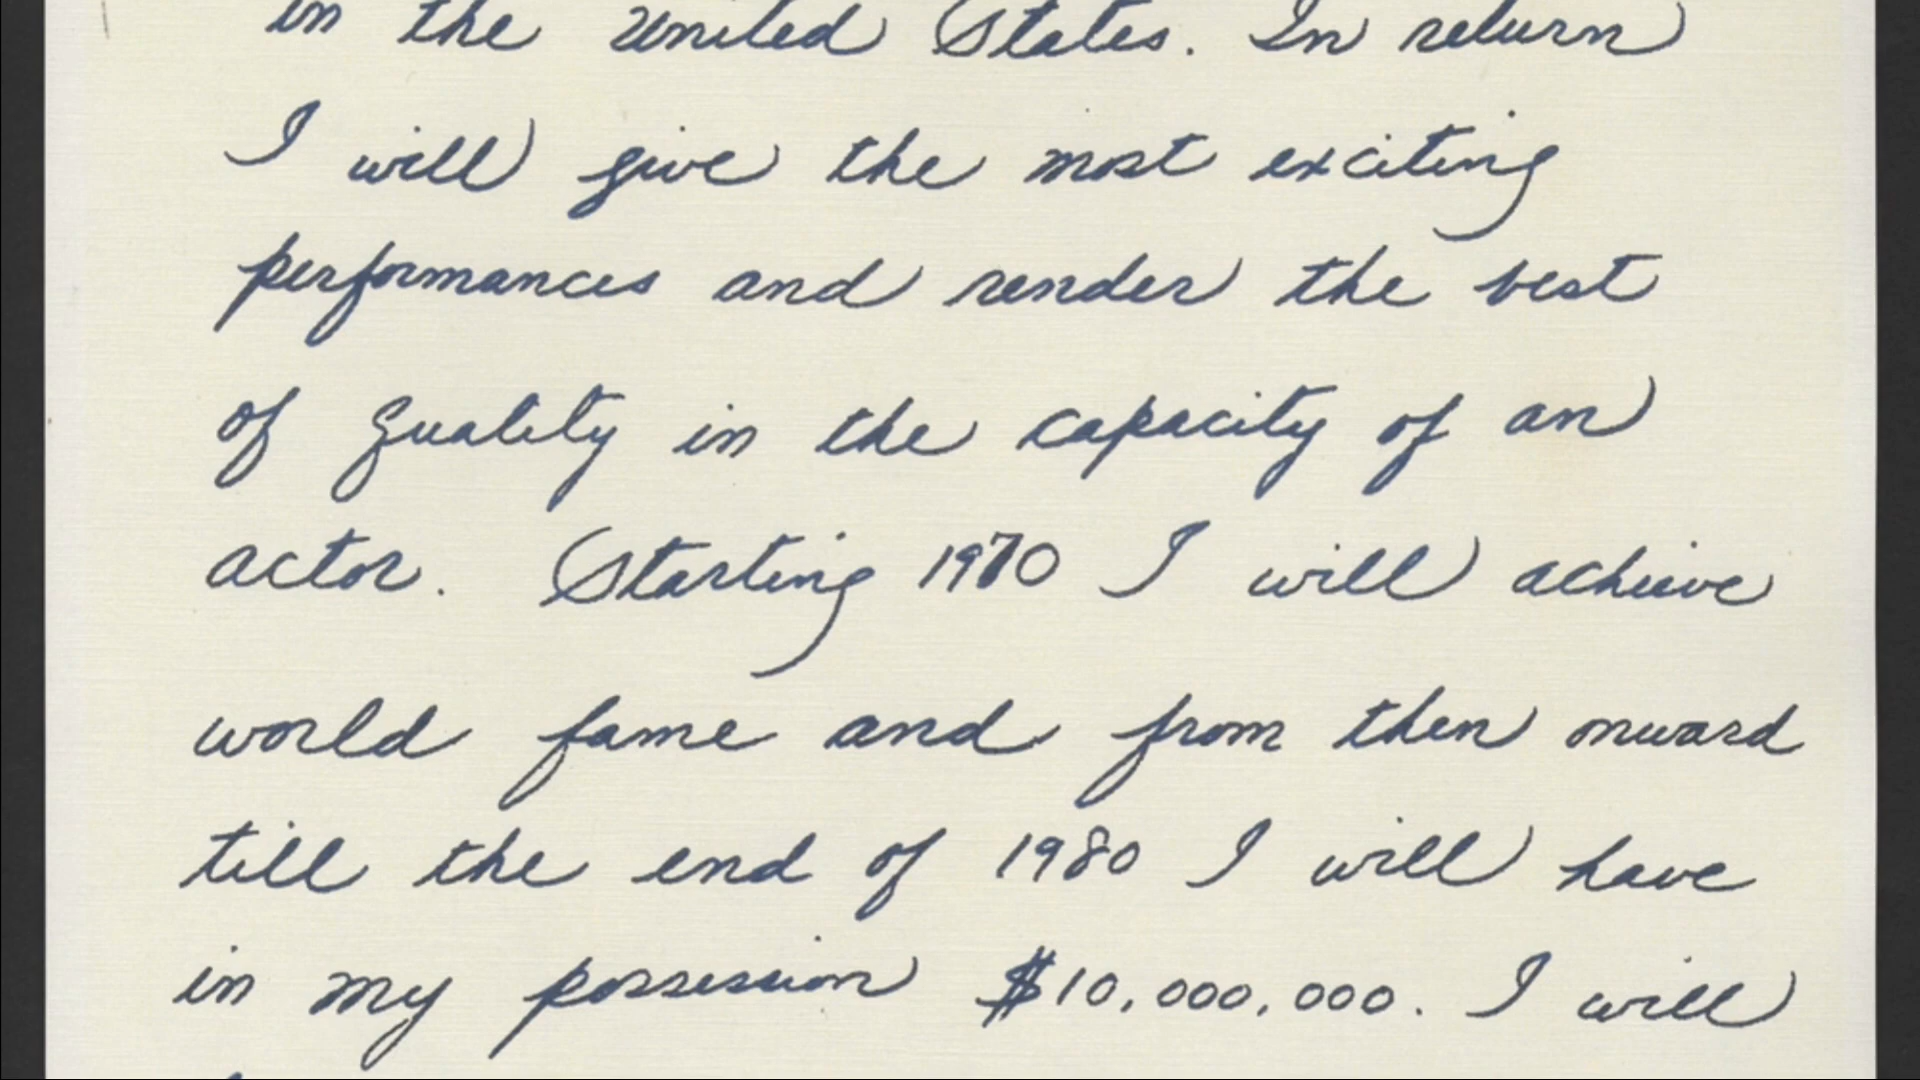 in the United States. In return
I will give the most exciting
performances and render the best
of quality in the capacity of an
actor. Starting 1970 I will achieve
world fame and from then onward
till the end of 1980 I will have
in my possession $10,000,000. I will